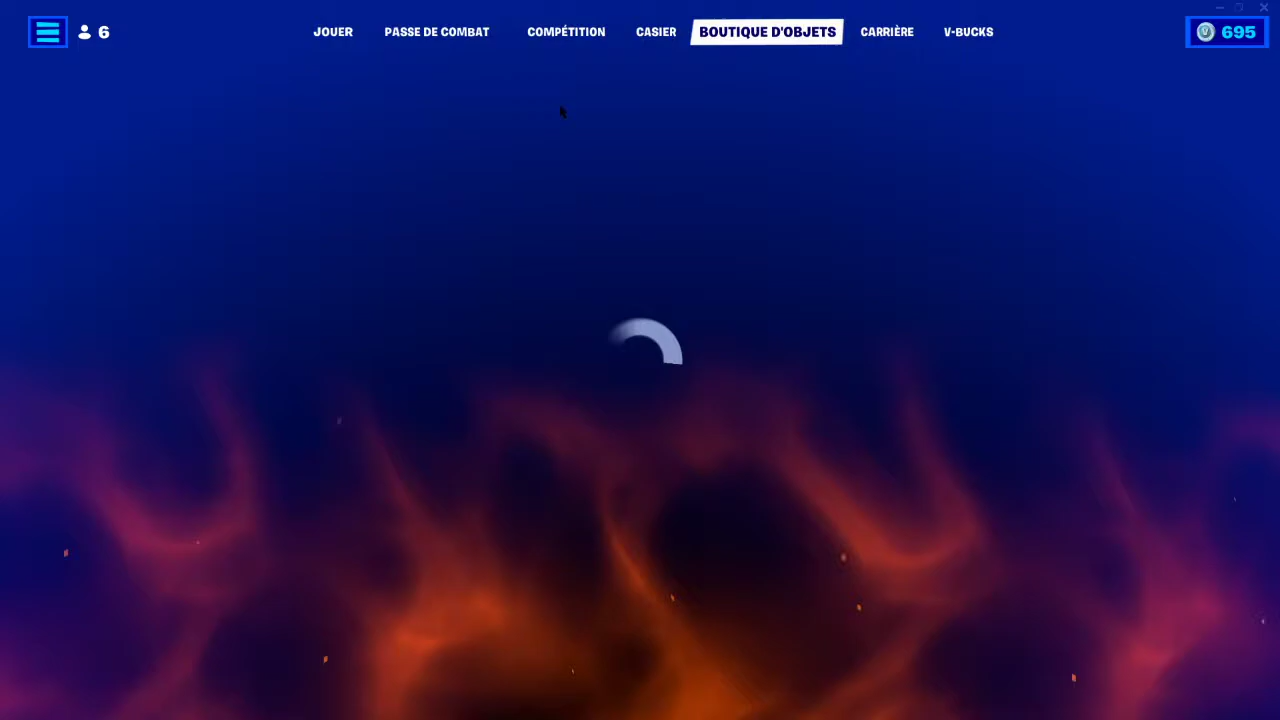 6
JOUER
PASSE DE COMBAT
COMPÉTITION
CASIER
BOUTIQUE D'OBJETS
CARRIÈRE
V-BUCKS
695